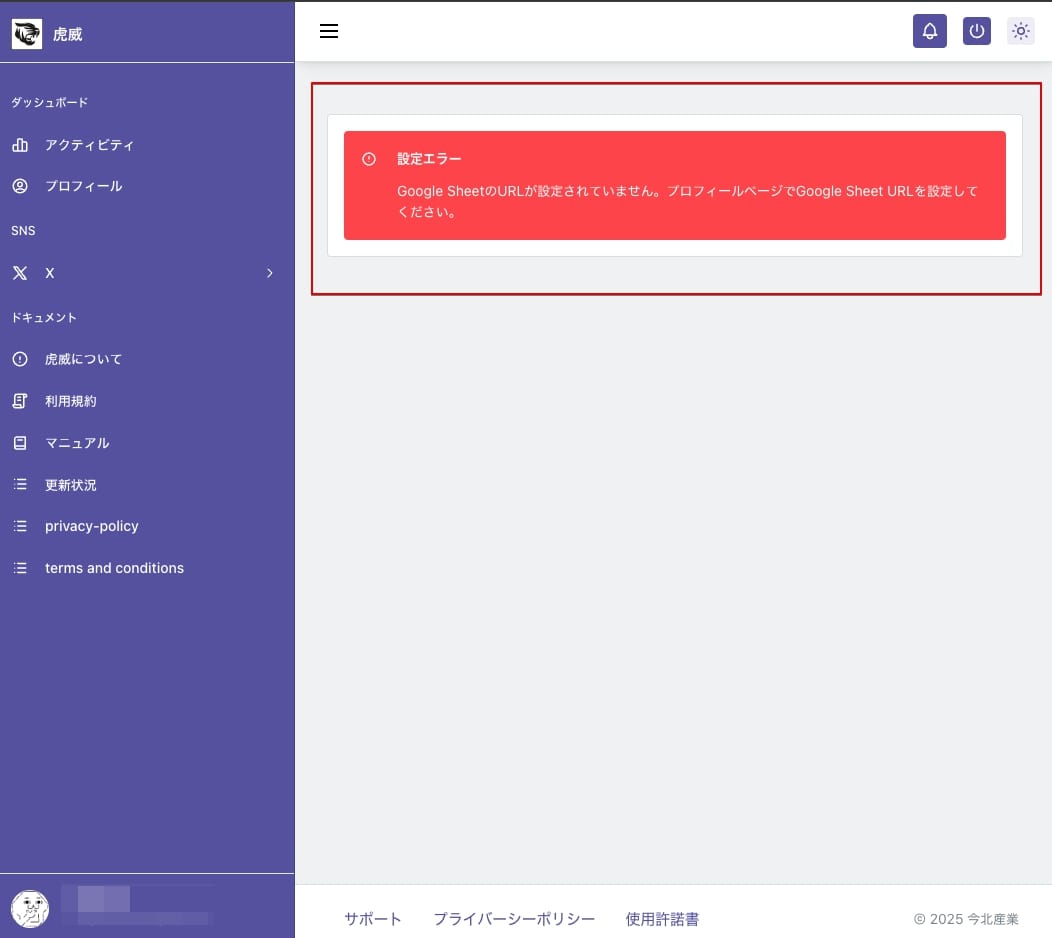 虎威
ダッシュボード
アクティビティ
プロフィール
SNS
X
ドキュメント
虎威について
利用規約
マニュアル
更新状況
privacy-policy
terms and conditions
設定エラー
Google SheetのURLが設定されていません。プロフィールページでGoogle Sheet URLを設定して
ください。
サポート
プライバーシーポリシー
使用許諾書
© 2025 今北産業